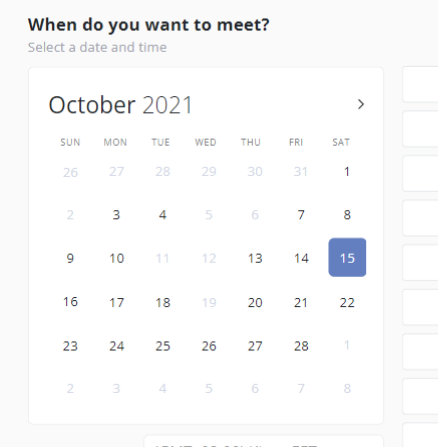 When do you want to meet?
Select a date and time
October 2021
SUN MON TUE WED THU FRI SAT
26 27 28 29 30 31 1
2 3 4 5 6 7 8
9 10 11 12 13 14 15
16 17 18 19 20 21 22
23 24 25 26 27 28 1
2 3 4 5 6 7 8